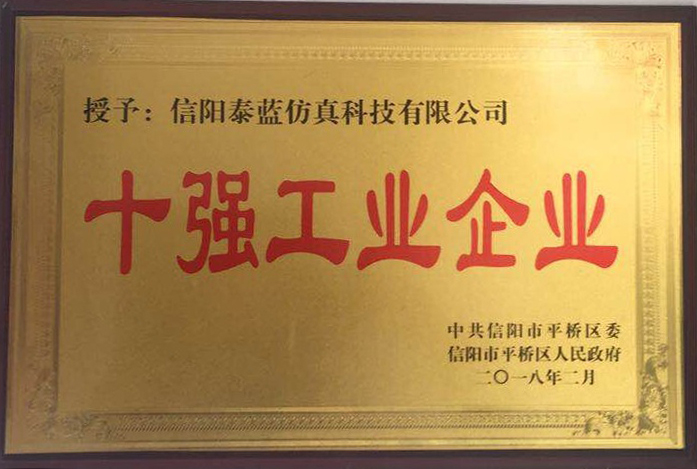 授予：信阳泰蓝仿真科技有限公司
十强工业企业
中共信阳市平桥区委
信阳市平桥区人民政府
二〇一八年二月